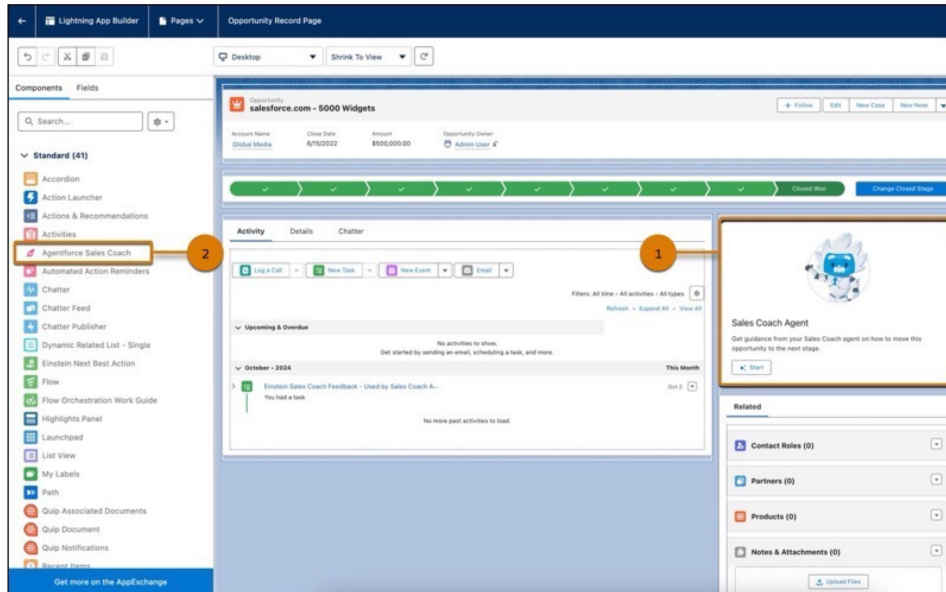 Lightning App Builder
Pages
Opportunity Record Page
Desktop
Shrink To View
Components
Fields
Search...
Standard (41)
Accordion
Action Launcher
Actions & Recommendations
Activities
Agentforce Sales Coach
Automated Action Reminders
Chatter
Chatter Feed
Chatter Publisher
Dynamic Related List - Single
Einstein Next Best Action
Flow
Flow Orchestration Work Guide
Highlights Panel
Launchpad
List View
My Labels
Path
Quip Associated Documents
Quip Document
Quip Notifications
Recent Items
Get more on the AppExchange
2
Opportunity
salesforce.com - 5000 Widgets
+ Follow
Edit
New Case
New Note
Account Name
Close Date
Amount
Opportunity Owner
Global Media
6/15/2022
$500,000.00
Admin User
Closed Won
Change Closed Stage
Activity
Details
Chatter
Log a Call
New Task
New Event
Email
Filters: All time • All activities • All types
Refresh • Expand All • View All
Upcoming & Overdue
No activities to show.
Get started by sending an email, scheduling a task, and more.
October • 2024
This Month
Einstein Sales Coach Feedback - Used by Sales Coach A...
Oct 2
You had a task
No more past activities to load.
1
Sales Coach Agent
Get guidance from your Sales Coach agent on how to move this
opportunity to the next stage.
Start
Related
Contact Roles (0)
Partners (0)
Products (0)
Notes & Attachments (0)
Upload Files